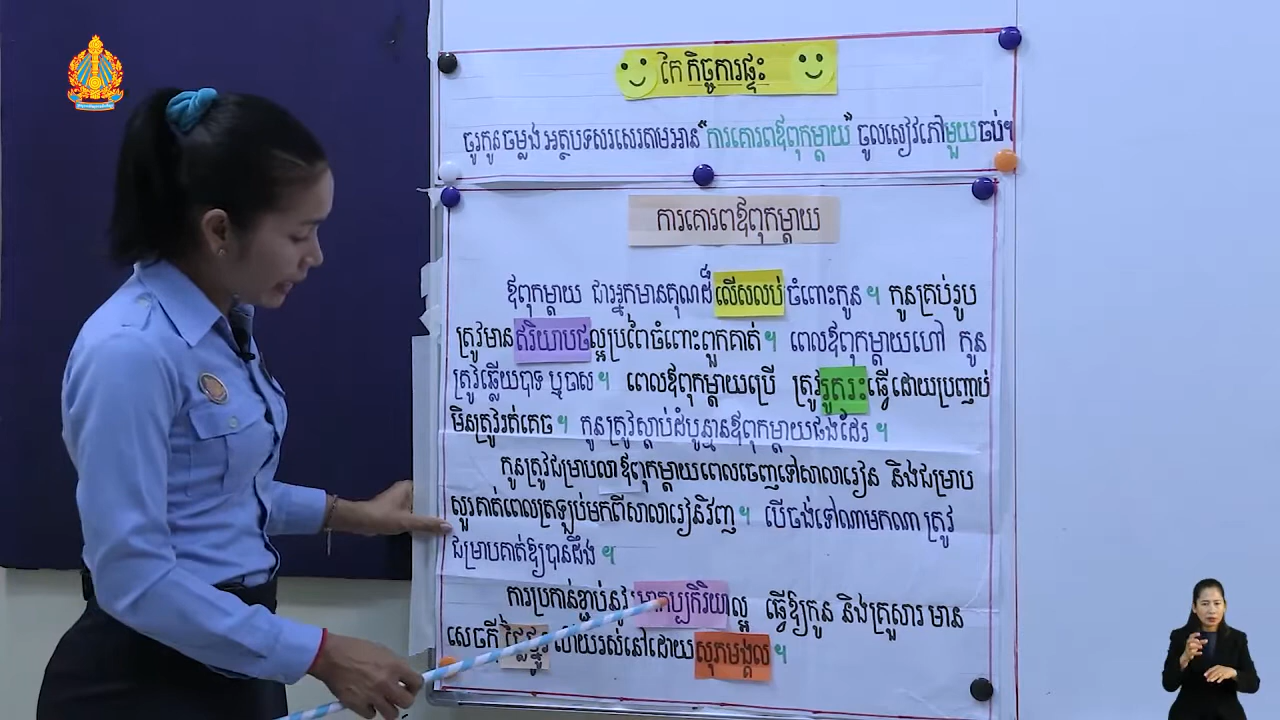 កែ កិច្ចការផ្ទះ
ចូរកូនចម្លង អត្ថបទសរសេរតាមអាន "ការគោរពឪពុកម្ដាយ" ចូលសៀវភៅមួយចប់។
ការគោរពឪពុកម្ដាយ
ឪពុកម្ដាយ ជាអ្នកមានគុណដ៏លើសលប់ចំពោះកូន។ កូនគ្រប់រូប
ត្រូវមានឥរិយាបថល្អប្រពៃចំពោះពួកគាត់។ ពេលឪពុកម្ដាយហៅ កូន
ត្រូវឆ្លើយបាទ ឬចាស។ ពេលឪពុកម្ដាយប្រើ ត្រូវរូតរះធ្វើដោយប្រញាប់
មិនត្រូវរត់គេច។ កូនត្រូវស្ដាប់ដំបូន្មានឪពុកម្ដាយផងដែរ។
កូនត្រូវជម្រាបលាឪពុកម្ដាយពេលចេញទៅសាលារៀន និងជម្រាប
សួរគាត់ពេលត្រឡប់មកពីសាលារៀនវិញ។ បើចង់ទៅណាមកណា ត្រូវ
ជម្រាបគាត់ឱ្យបានដឹង។
ការប្រកាន់ខ្ជាប់នូវមារកប្បកិរិយាល្អ ធ្វើឱ្យកូន និងគ្រួសារ មាន
សេចក្ដីថ្លៃថ្នូរ ហើយរស់នៅដោយសុភមង្គល។